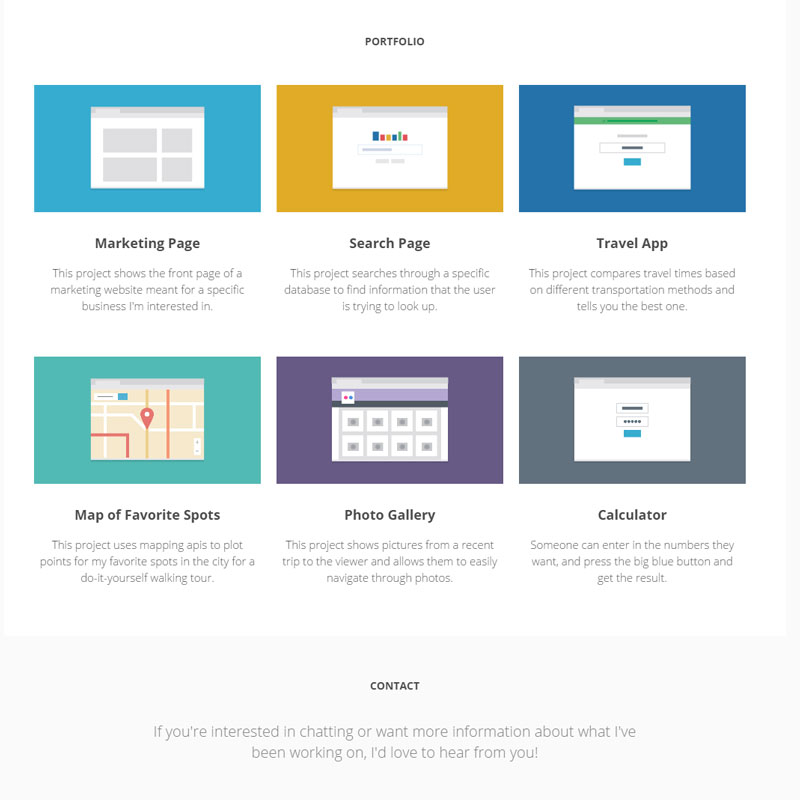 PORTFOLIO
Marketing Page
This project shows the front page of a
marketing website meant for a specific
business I'm interested in.
Search Page
This project searches through a specific
database to find information that the user
is trying to look up.
Travel App
This project compares travel times based
on different transportation methods and
tells you the best one.
Map of Favorite Spots
This project uses mapping apis to plot
points for my favorite spots in the city for a
do-it-yourself walking tour.
Photo Gallery
This project shows pictures from a recent
trip to the viewer and allows them to easily
navigate through photos.
Calculator
Someone can enter in the numbers they
want, and press the big blue button and
get the result.
CONTACT
If you're interested in chatting or want more information about what I've
been working on, I'd love to hear from you!